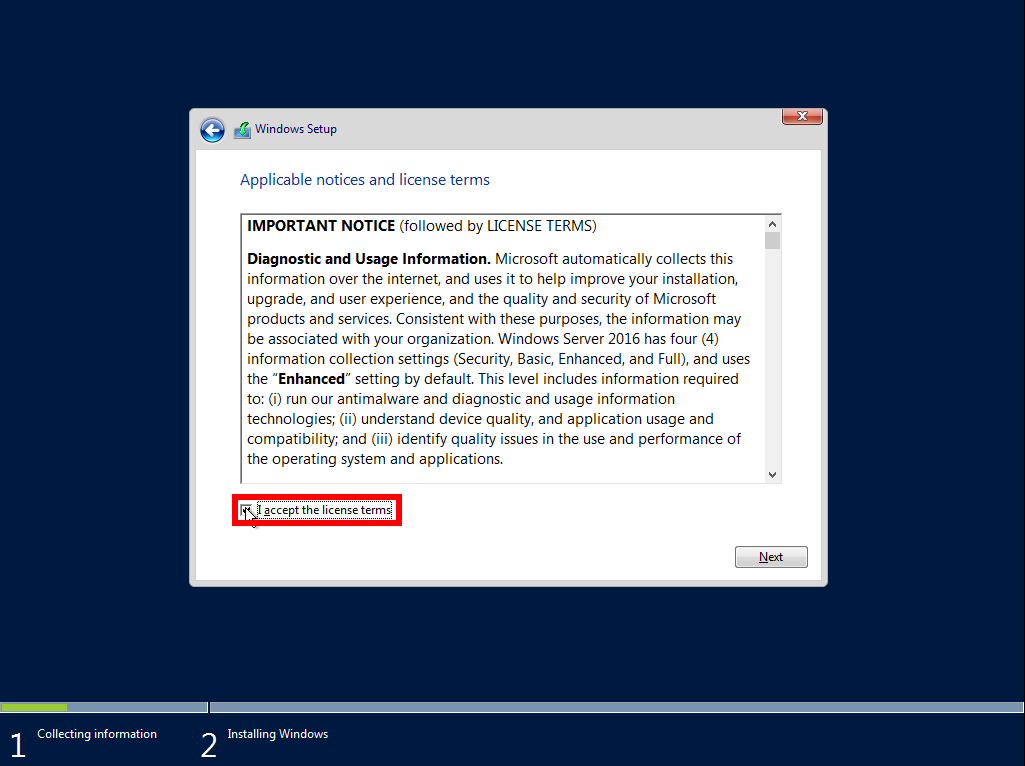 Windows Setup
Applicable notices and license terms
IMPORTANT NOTICE (followed by LICENSE TERMS)
Diagnostic and Usage Information. Microsoft automatically collects this
information over the internet, and uses it to help improve your installation,
upgrade, and user experience, and the quality and security of Microsoft
products and services. Consistent with these purposes, the information may
be associated with your organization. Windows Server 2016 has four (4)
information collection settings (Security, Basic, Enhanced, and Full), and uses
the “Enhanced” setting by default. This level includes information required
to: (i) run our antimalware and diagnostic and usage information
technologies; (ii) understand device quality, and application usage and
compatibility; and (iii) identify quality issues in the use and performance of
the operating system and applications.
I accept the license terms
Next
1 Collecting information
2 Installing Windows